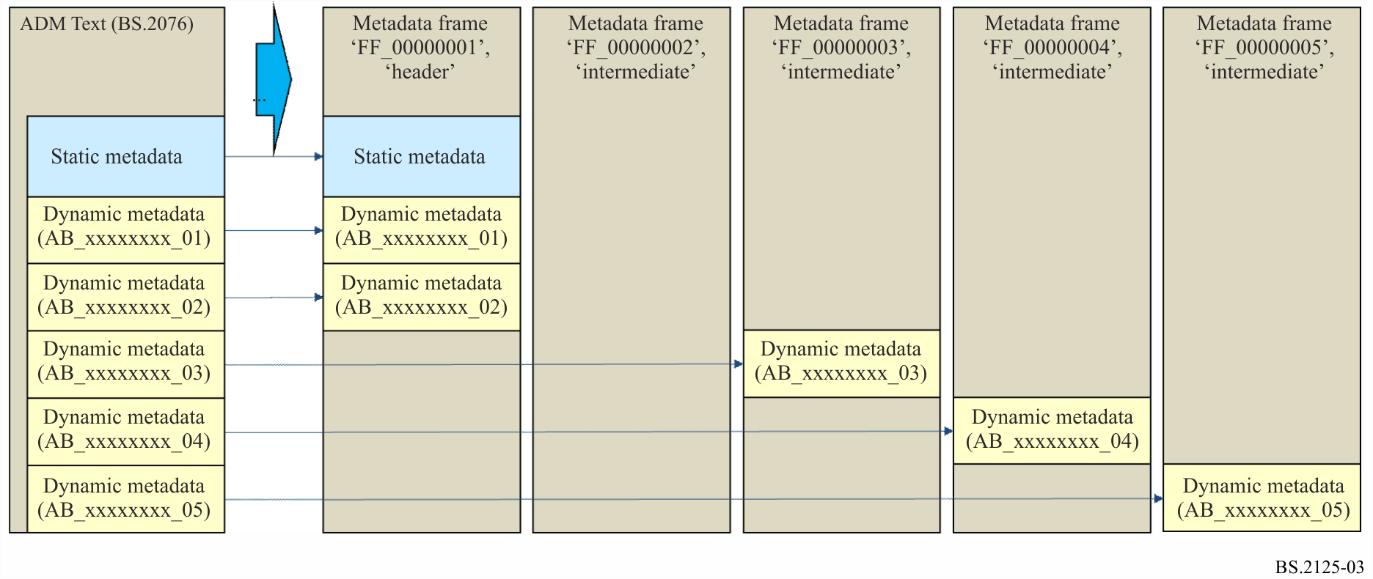 ADM Text (BS.2076)
Static metadata
Dynamic metadata
(AB_xxxxxxxx_01)
Dynamic metadata
(AB_xxxxxxxx_02)
Dynamic metadata
(AB_xxxxxxxx_03)
Dynamic metadata
(AB_xxxxxxxx_04)
Dynamic metadata
(AB_xxxxxxxx_05)
...
Metadata frame
‘FF_00000001’,
‘header’
Static metadata
Dynamic metadata
(AB_xxxxxxxx_01)
Dynamic metadata
(AB_xxxxxxxx_02)
Metadata frame
‘FF_00000002’,
‘intermediate’
Metadata frame
‘FF_00000003’,
‘intermediate’
Dynamic metadata
(AB_xxxxxxxx_03)
Metadata frame
‘FF_00000004’,
‘intermediate’
Dynamic metadata
(AB_xxxxxxxx_04)
Metadata frame
‘FF_00000005’,
‘intermediate’
Dynamic metadata
(AB_xxxxxxxx_05)
BS.2125-03